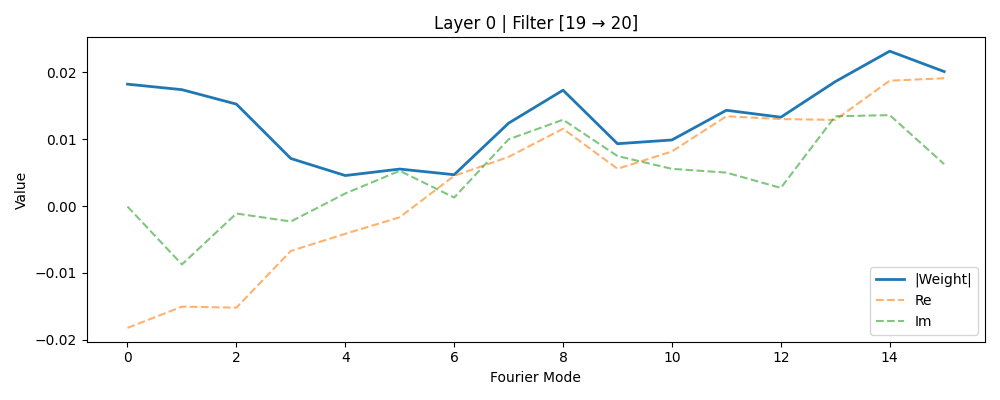 Layer 0 | Filter [19 → 20]
Value
0.02
0.01
0.00
−0.01
−0.02
0 2 4 6 8 10 12 14
Fourier Mode
|Weight|
Re
Im